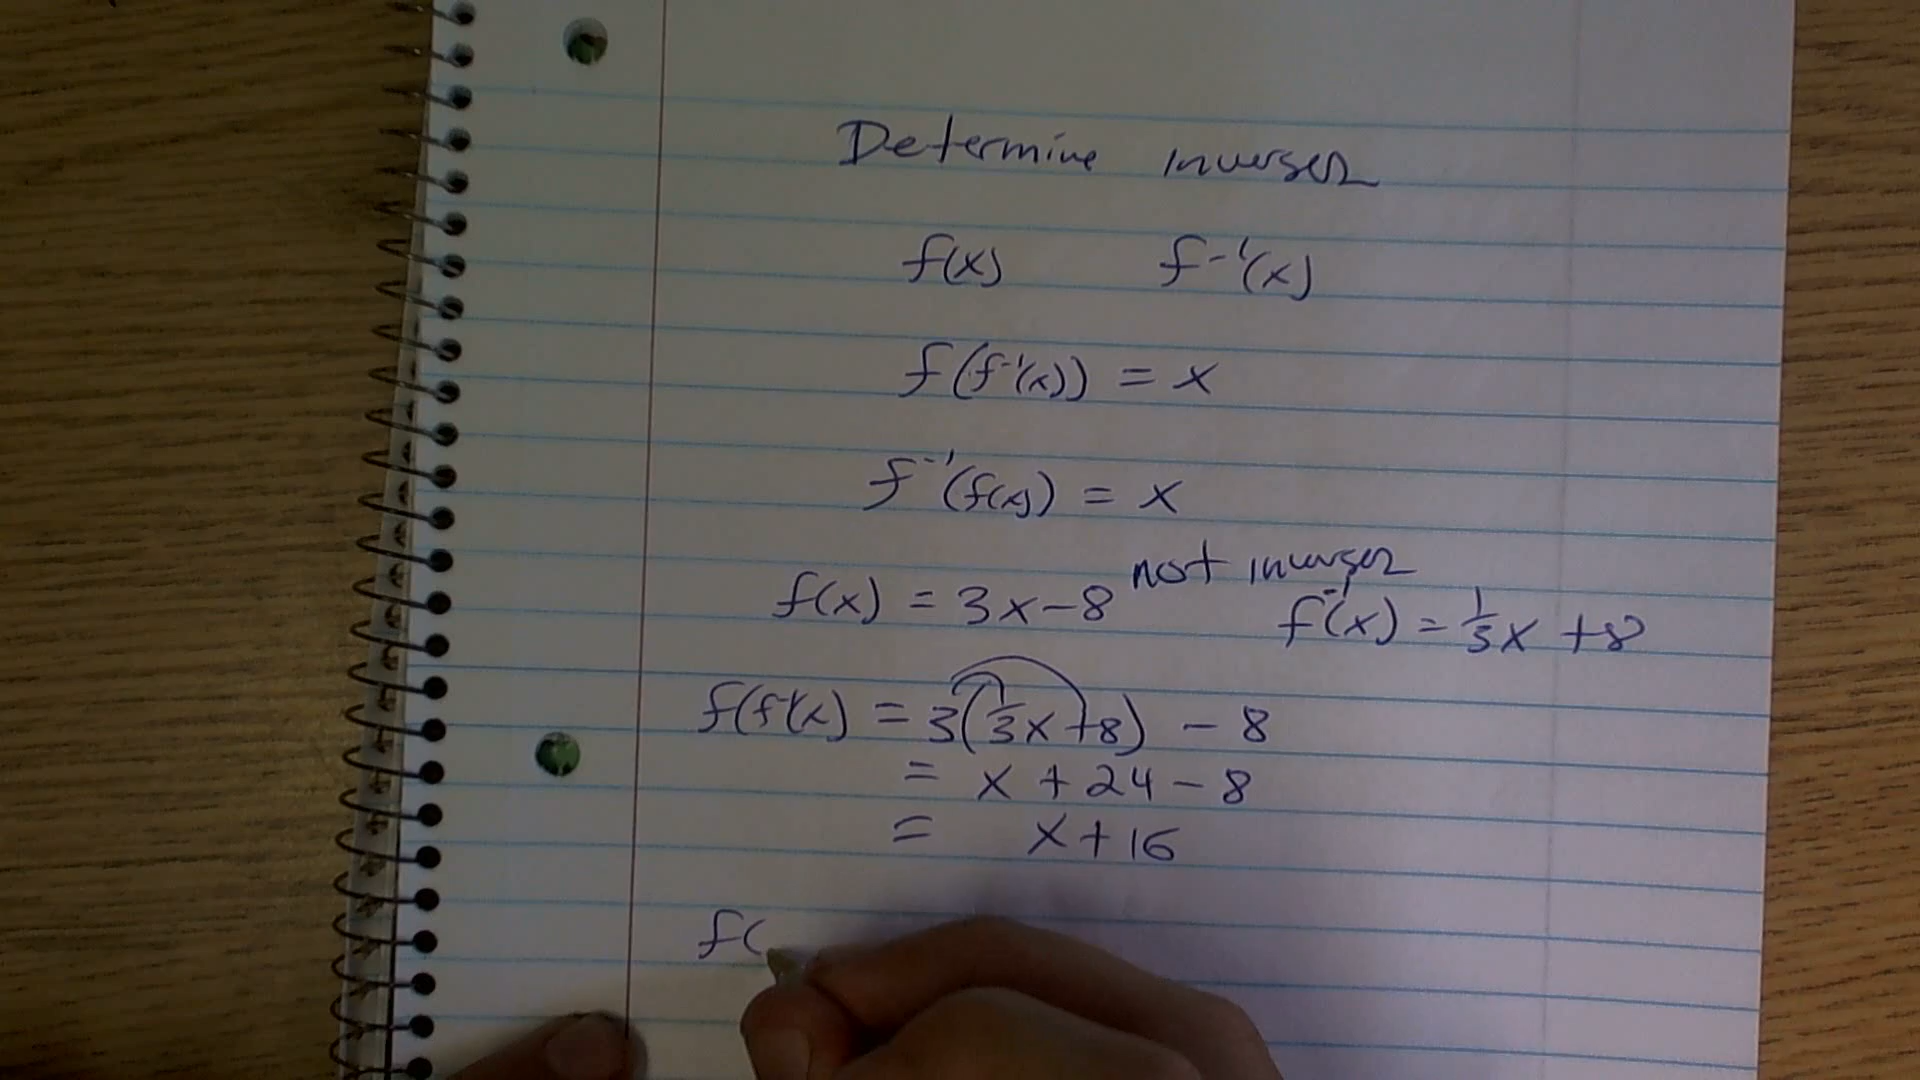 Determine inverses
f(x) f⁻¹(x)
f(f⁻¹(x)) = x
f⁻¹(f(x)) = x
not inverses
f(x) = 3x-8 f⁻¹(x) = 1/3x +8
f(f⁻¹(x) = 3(1/3x+8) - 8
= x + 24 - 8
= x + 16
f(